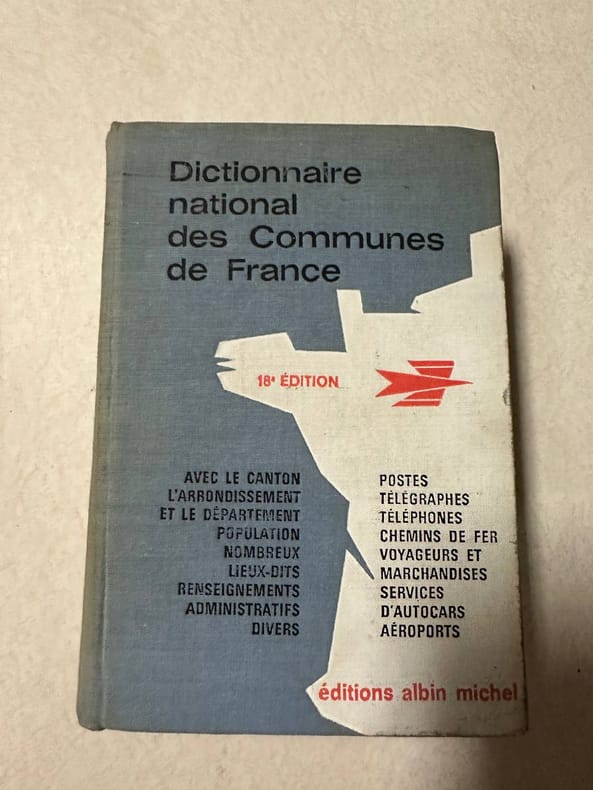 Dictionnaire
national
des Communes
de France
18e ÉDITION
AVEC LE CANTON
L'ARRONDISSEMENT
ET LE DÉPARTEMENT
POPULATION
NOMBREUX
LIEUX-DITS
RENSEIGNEMENTS
ADMINISTRATIFS
DIVERS
POSTES
TÉLÉGRAPHES
TÉLÉPHONES
CHEMINS DE FER
VOYAGEURS ET
MARCHANDISES
SERVICES
D'AUTOCARS
AÉROPORTS
éditions albin michel